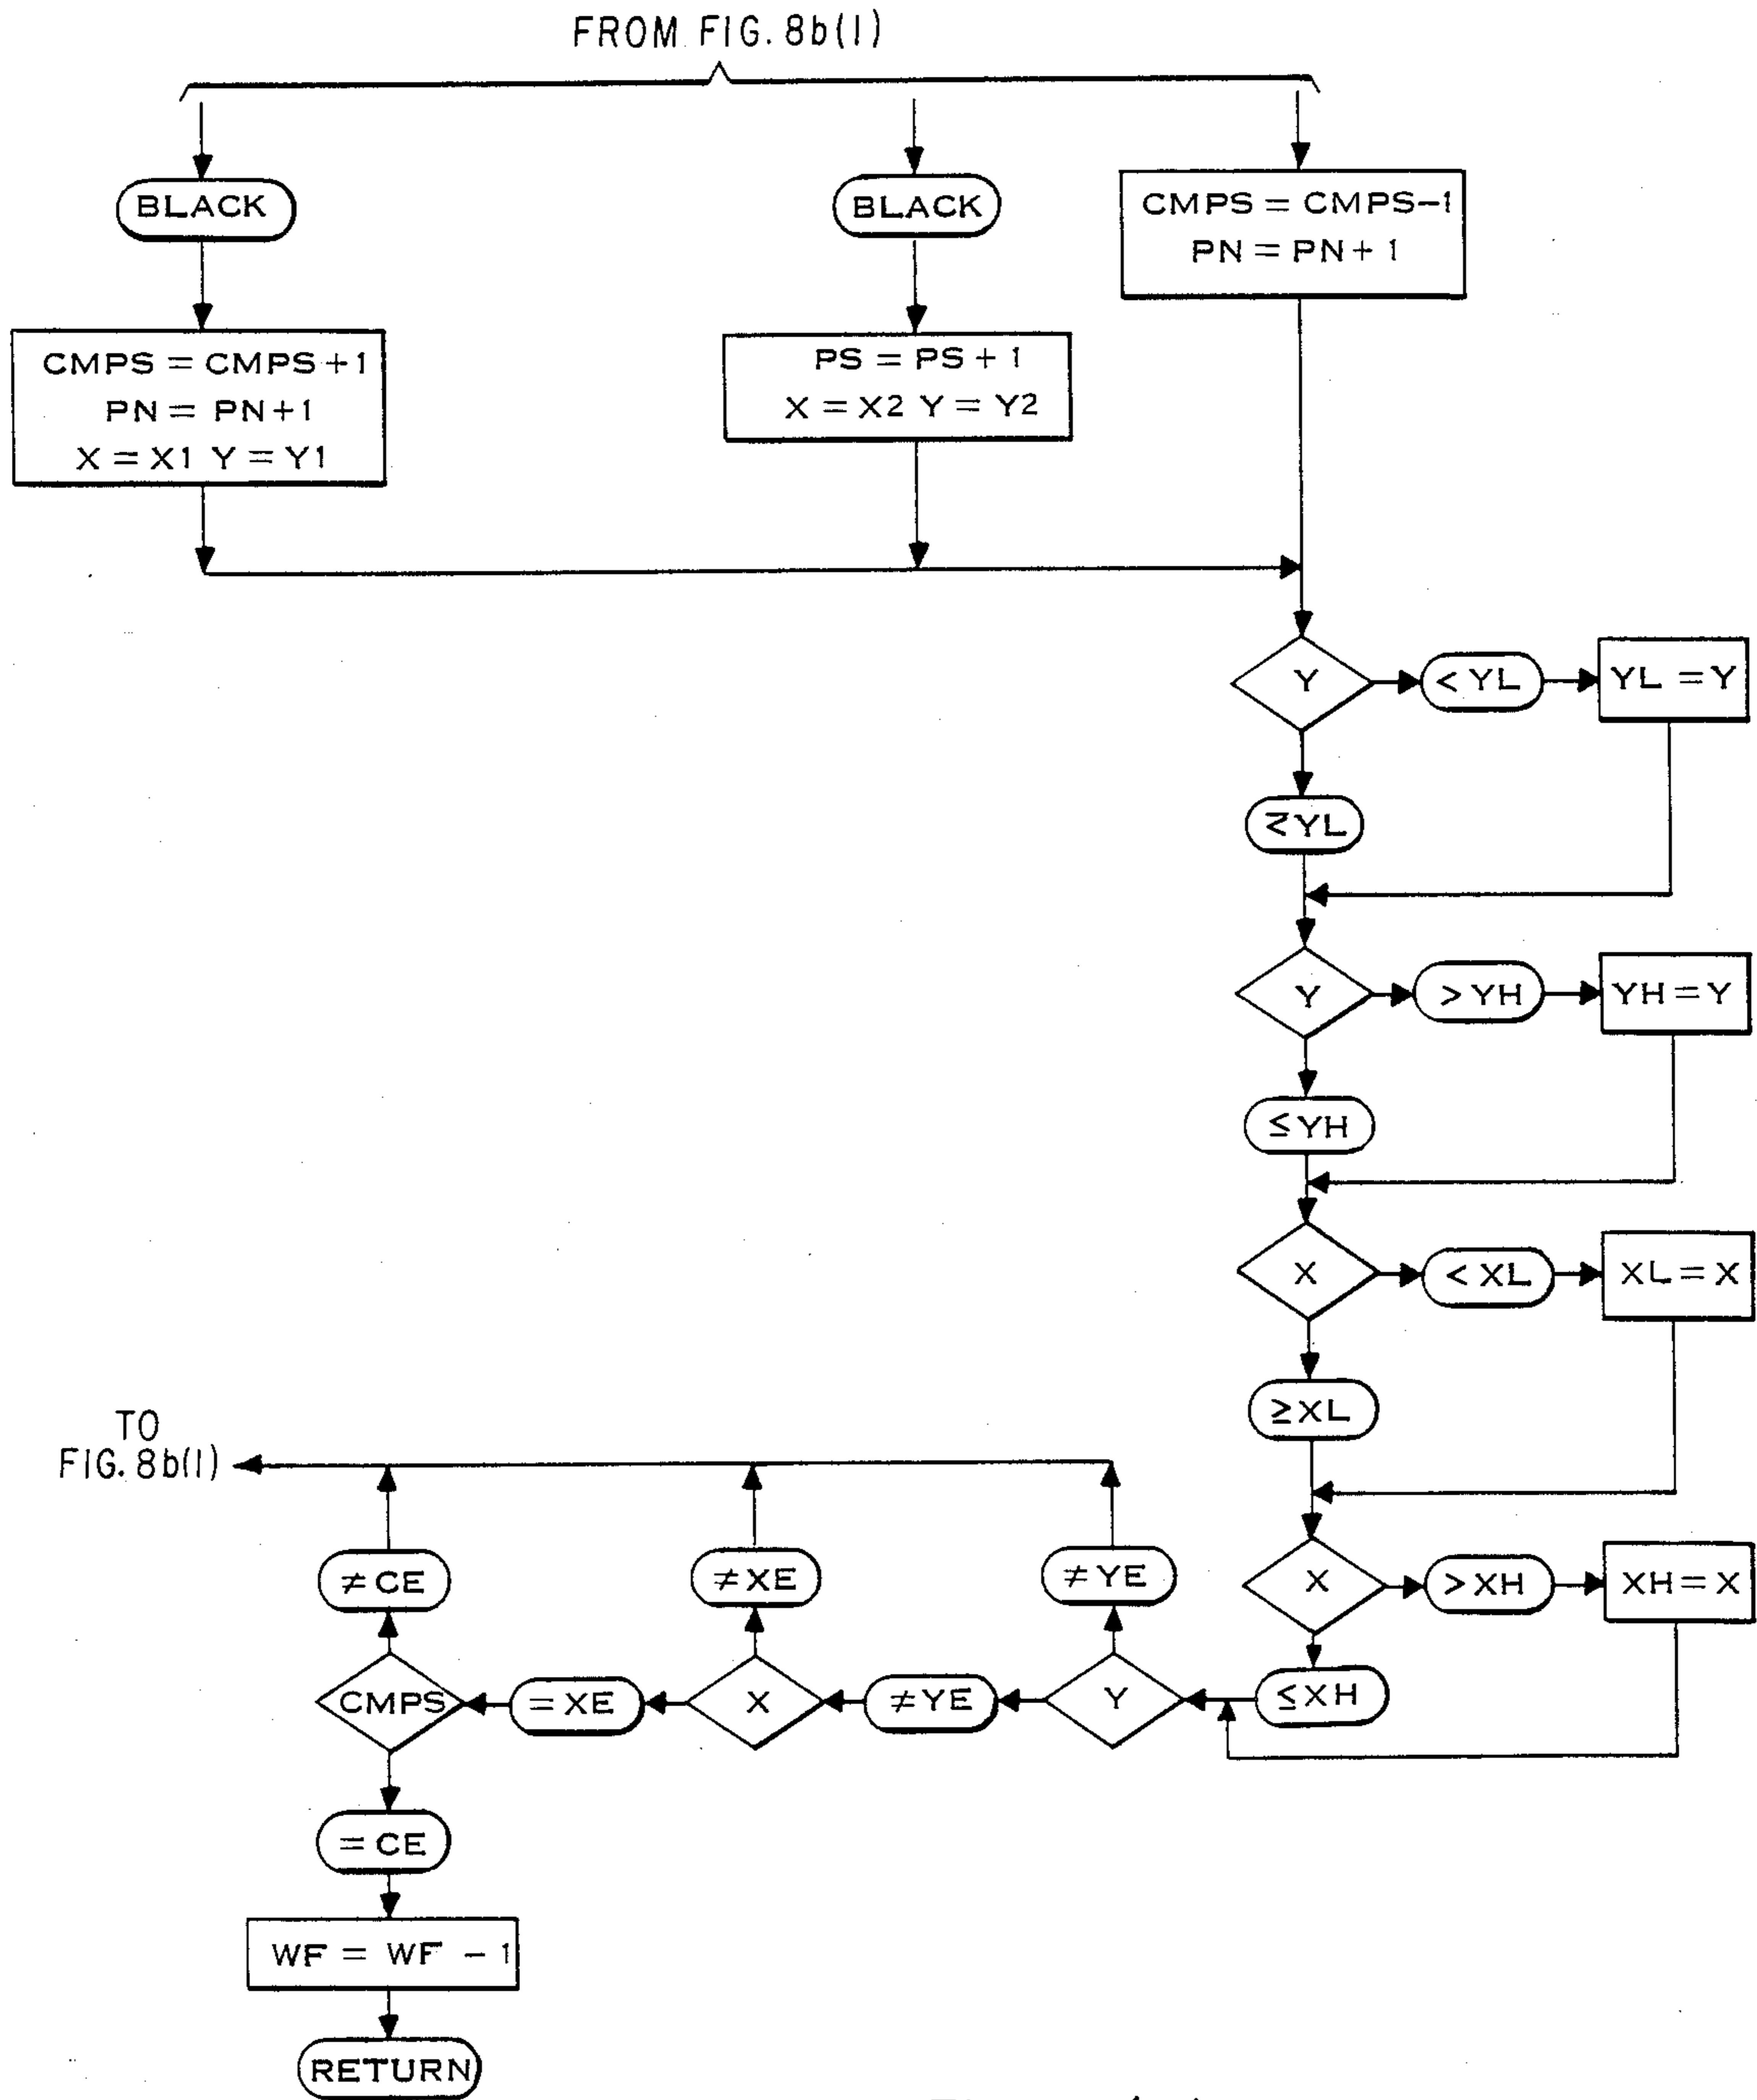 FROM FIG. 8b(1)
BLACK
BLACK
CMPS = CMPS-1
PN = PN + 1
CMPS = CMPS + 1
PN = PN+1
X = X1 Y = Y1
PS = PS + 1
X = X2 Y = Y2
Y
< YL
YL = Y
≥ YL
Y
> YH
YH = Y
≤ YH
X
< XL
XL = X
≥ XL
TO
FIG. 8b(1)
≠ CE
≠ XE
≠ YE
X
> XH
XH = X
CMPS
= XE
X
≠ YE
Y
≤ XH
= CE
WF = WF - 1
RETURN